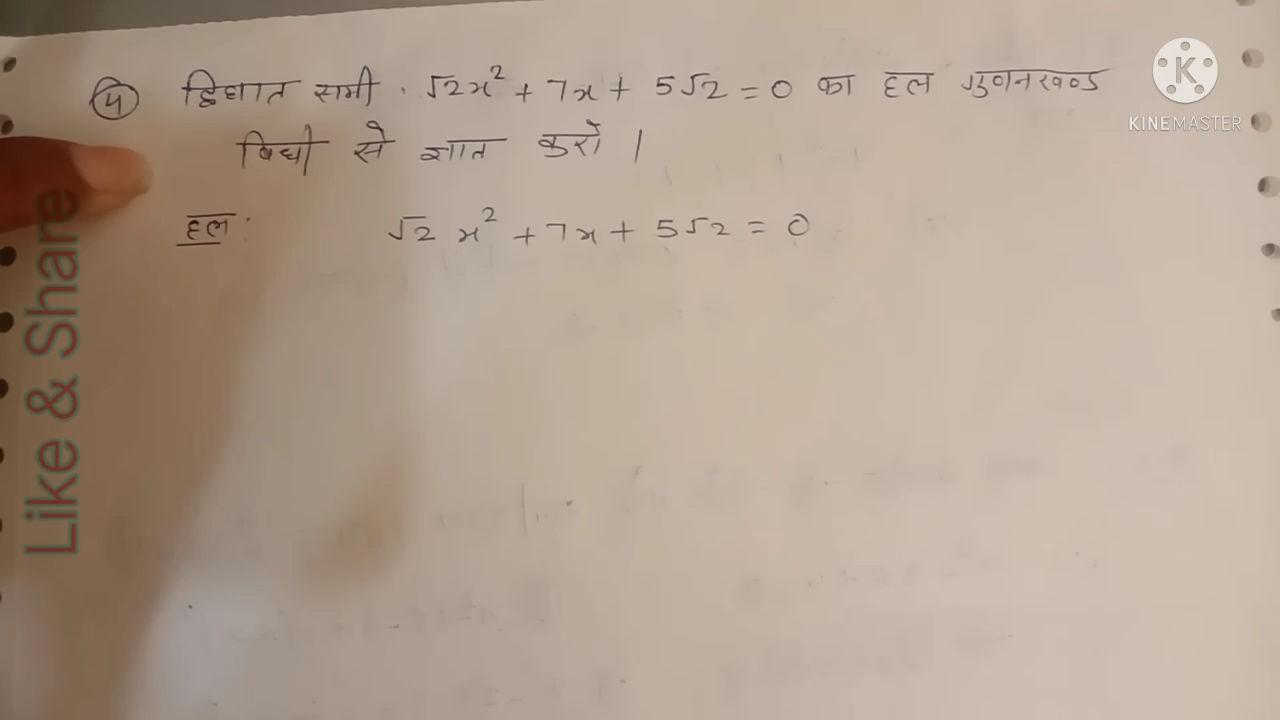 ५ द्विघात समी. √2x² + 7x + 5√2 = 0 का हल गुणनखण्ड
विधी से ज्ञात करो।
हल. √2 x² + 7x + 5√2 = 0
K
KINEMASTER
Like & Share